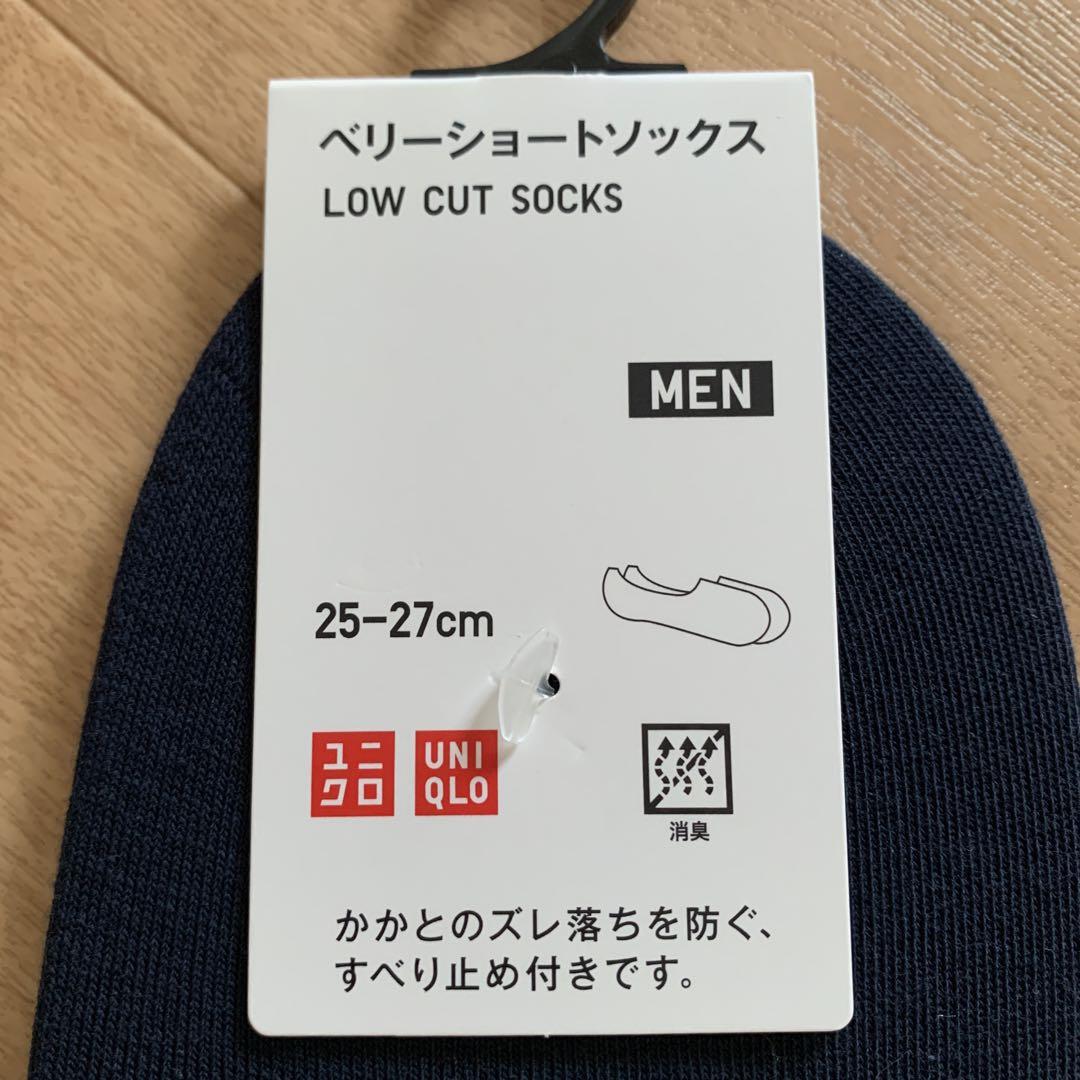 ベリーショートソックス
LOW CUT SOCKS
MEN
25-27cm
ユニ
クロ
UNI
QLO
消臭
かかとのズレ落ちを防ぐ、
すべり止め付きです。